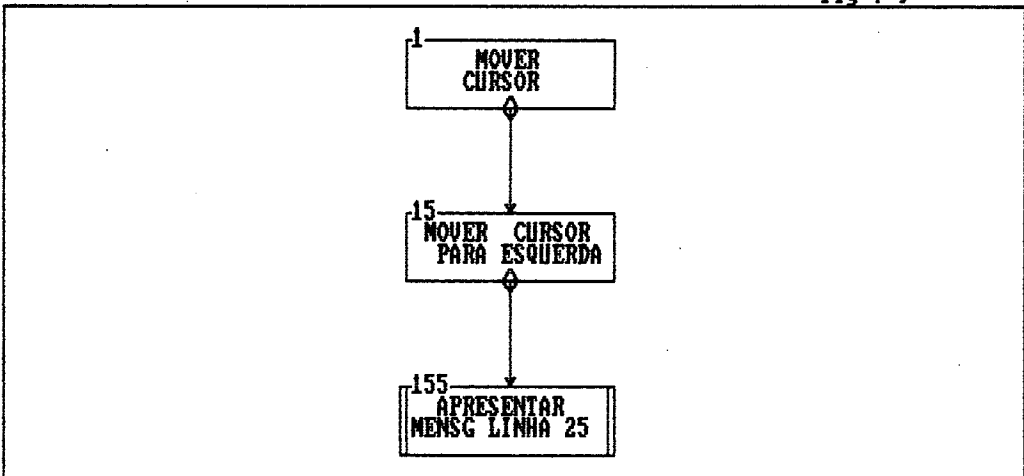 1
MOVER
CURSOR
15
MOVER CURSOR
PARA ESQUERDA
155
APRESENTAR
MENSG LINHA 25